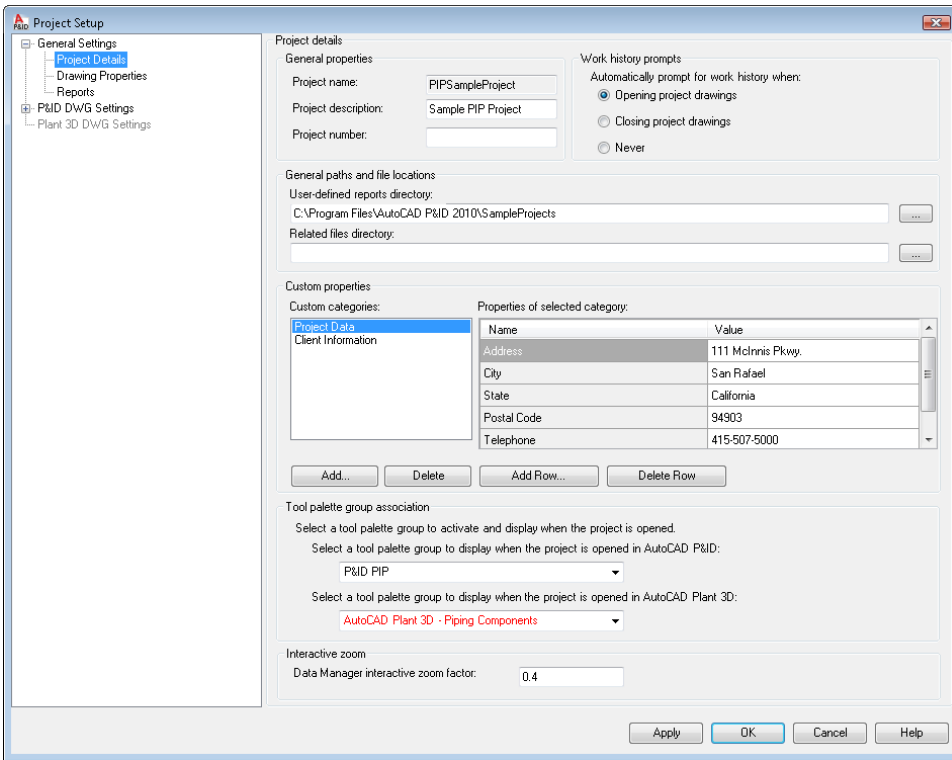 A P&ID Project Setup
General Settings
Project Details
Drawing Properties
Reports
P&ID DWG Settings
Plant 3D DWG Settings
Project details
General properties
Project name: PIPSampleProject
Project description: Sample PIP Project
Project number:
Work history prompts
Automatically prompt for work history when:
Opening project drawings
Closing project drawings
Never
General paths and file locations
User-defined reports directory:
C:\Program Files\AutoCAD P&ID 2010\SampleProjects
...
Related files directory:
...
Custom properties
Custom categories:
Project Data
Client Information
Properties of selected category:
Name Value
Address 111 McInnis Pkwy.
City San Rafael
State California
Postal Code 94903
Telephone 415-507-5000
Add... Delete Add Row... Delete Row
Tool palette group association
Select a tool palette group to activate and display when the project is opened.
Select a tool palette group to display when the project is opened in AutoCAD P&ID:
P&ID PIP
Select a tool palette group to display when the project is opened in AutoCAD Plant 3D:
AutoCAD Plant 3D - Piping Components
Interactive zoom
Data Manager interactive zoom factor: 0.4
Apply OK Cancel Help